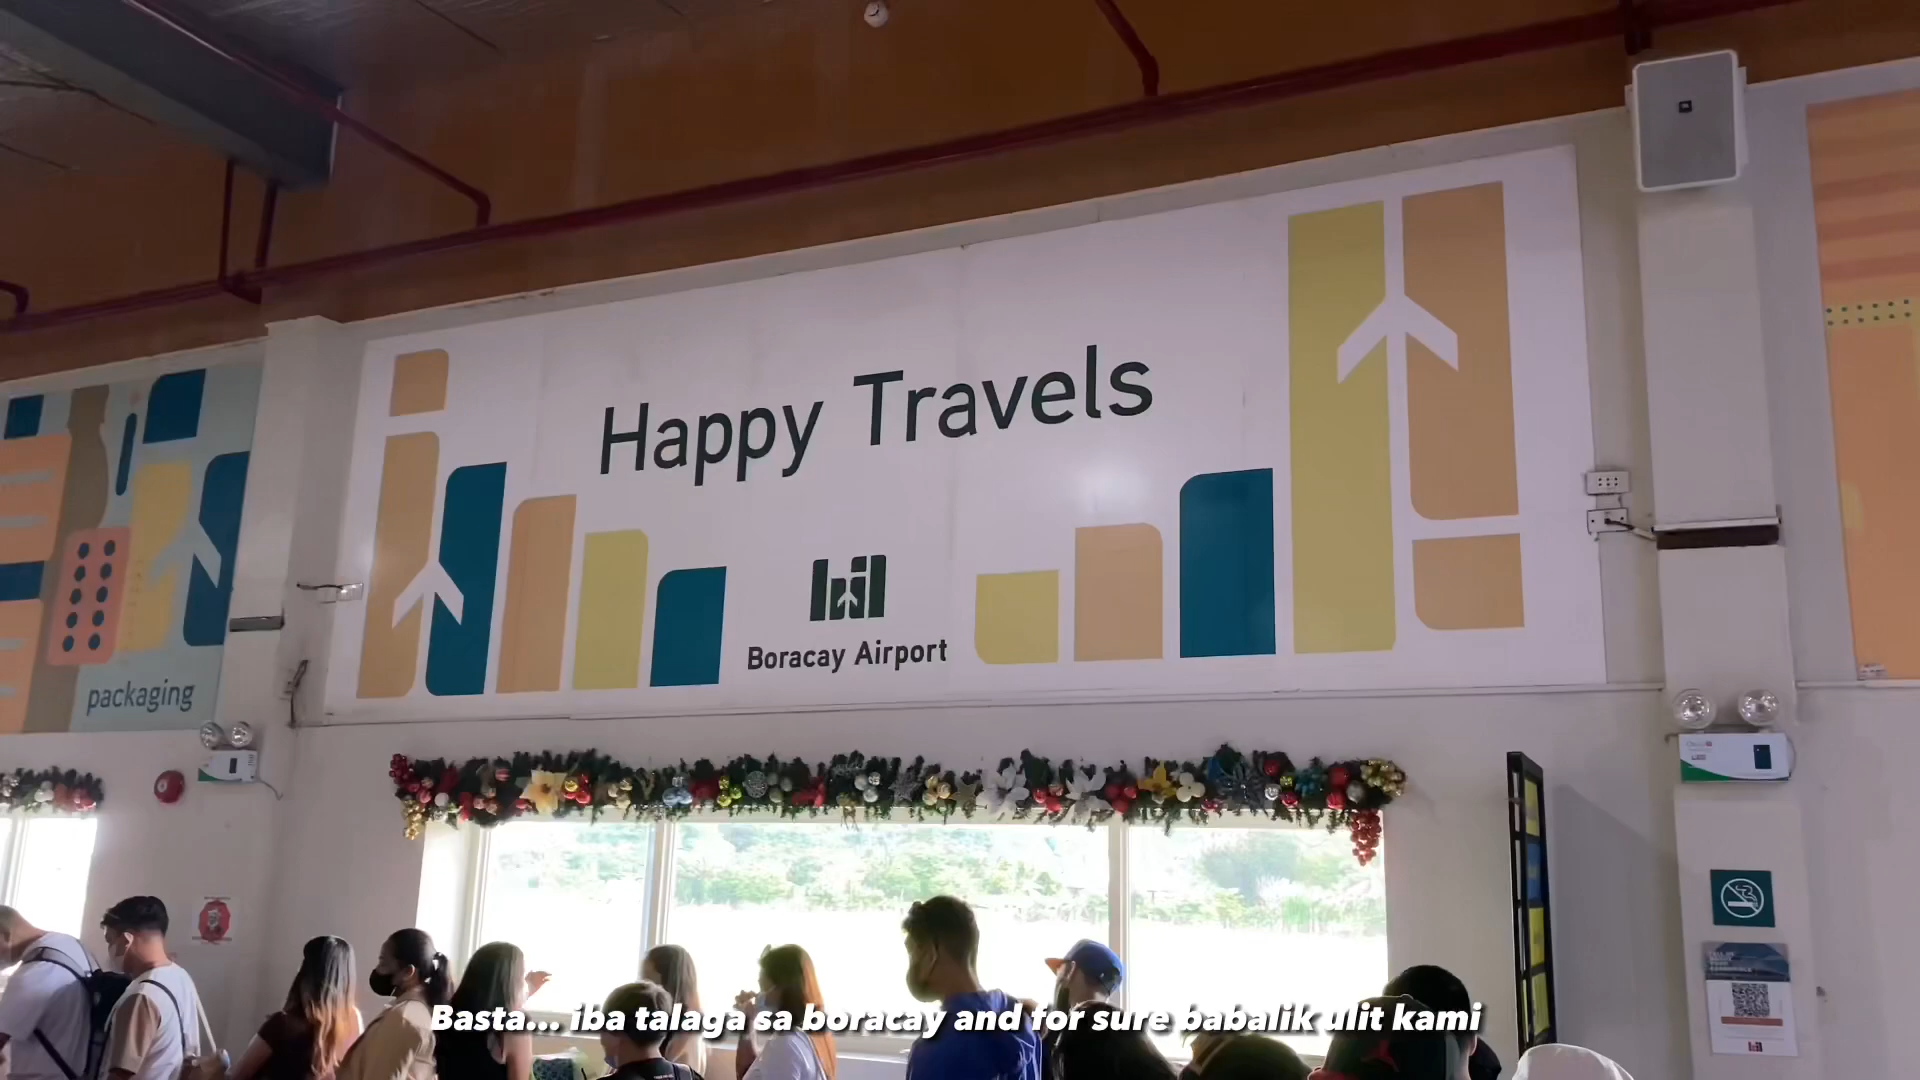 Happy Travels
Boracay Airport
packaging
Basta... iba talaga sa boracay and for sure babalik ulit kami